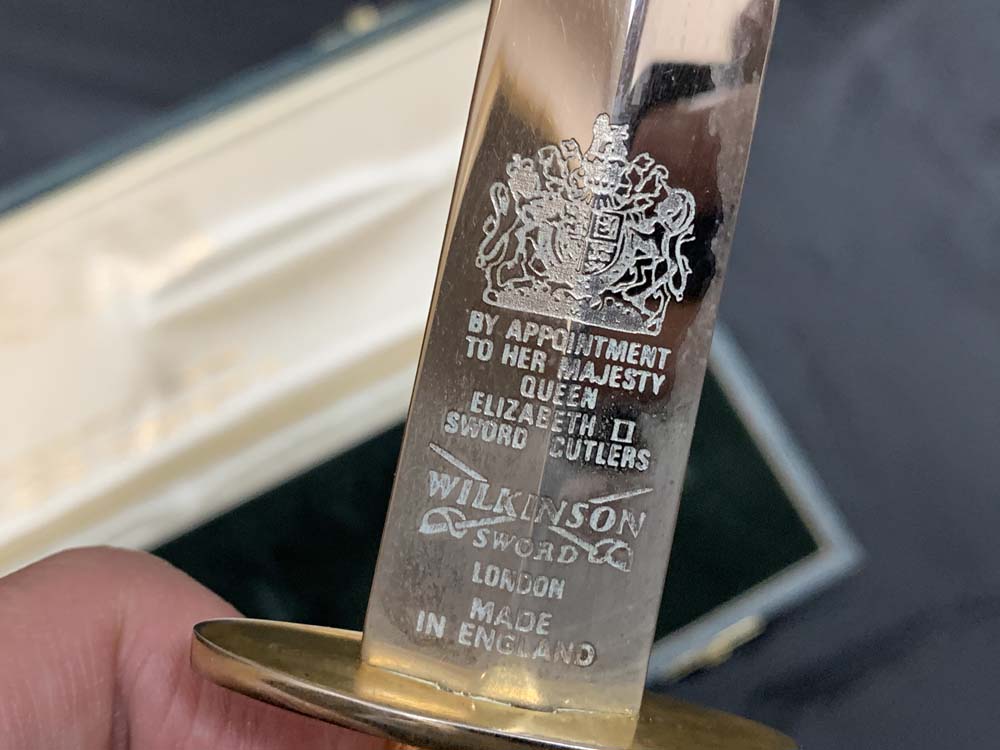 BY APPOINTMENT
TO HER MAJESTY
QUEEN
ELIZABETH II
SWORD CUTLERS
WILKINSON
SWORD
LONDON
MADE
IN ENGLAND